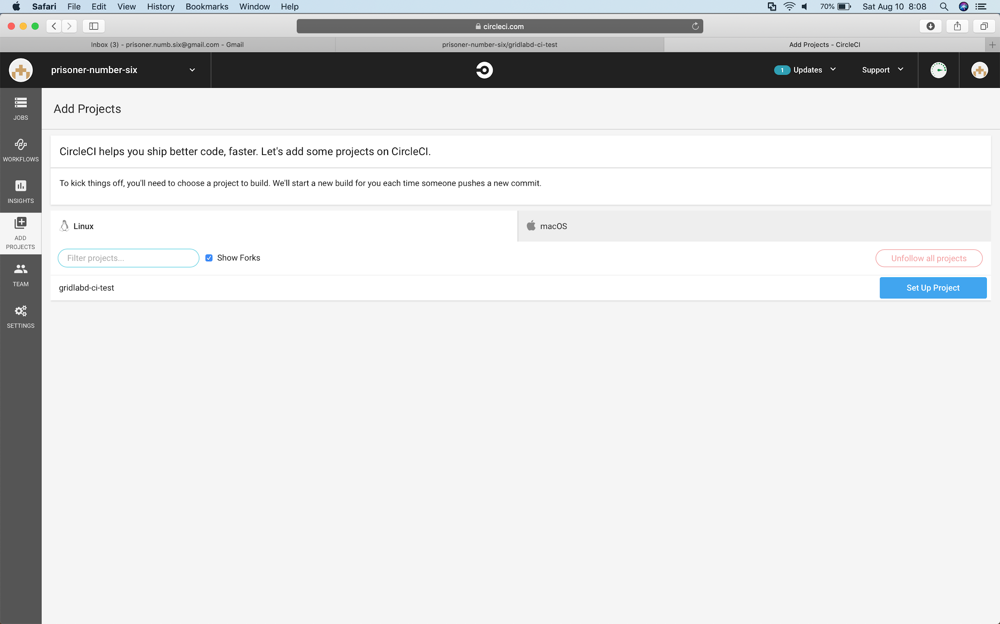 Safari File Edit View History Bookmarks Window Help 70% Sat Aug 10 8:08
circleci.com
Inbox (3) - prisoner.numb.six@gmail.com - Gmail
prisoner-number-six/gridlabd-ci-test
Add Projects - CircleCI
prisoner-number-six
1 Updates
Support
JOBS
WORKFLOWS
INSIGHTS
ADD
PROJECTS
TEAM
SETTINGS
Add Projects
CircleCI helps you ship better code, faster. Let's add some projects on CircleCI.
To kick things off, you'll need to choose a project to build. We'll start a new build for you each time someone pushes a new commit.
Linux
macOS
Filter projects...
Show Forks
Unfollow all projects
gridlabd-ci-test
Set Up Project